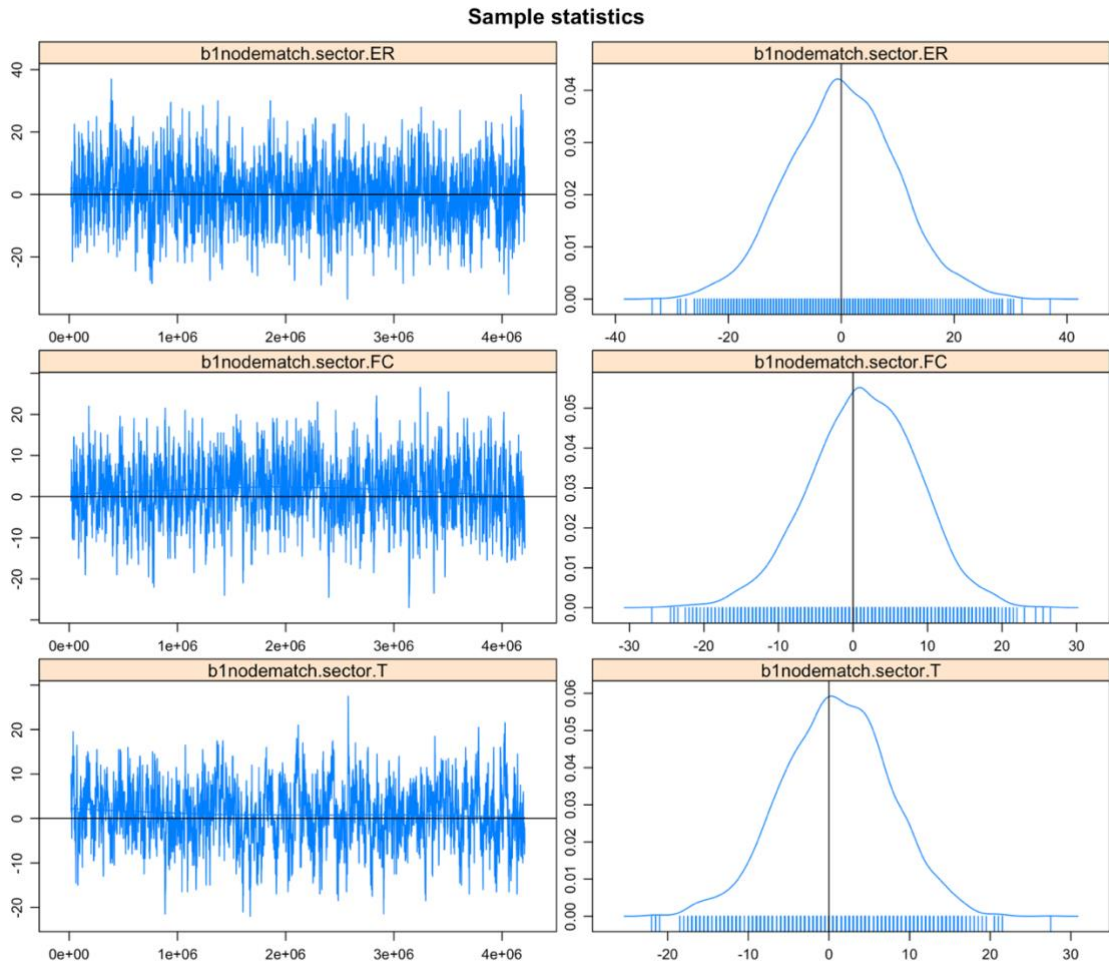 Sample statistics
b1nodematch.sector.ER
b1nodematch.sector.ER
40
20
0
-20
0e+00 1e+06 2e+06 3e+06 4e+06
0.04
0.03
0.02
0.01
0.00
-40 -20 0 20 40
b1nodematch.sector.FC
b1nodematch.sector.FC
20
10
0
-10
-20
0e+00 1e+06 2e+06 3e+06 4e+06
0.05
0.04
0.03
0.02
0.01
0.00
-30 -20 -10 0 10 20 30
b1nodematch.sector.T
b1nodematch.sector.T
20
10
0
-10
-20
0e+00 1e+06 2e+06 3e+06 4e+06
0.06
0.05
0.04
0.03
0.02
0.01
0.00
-20 -10 0 10 20 30